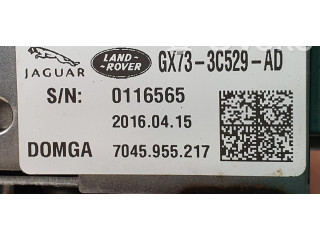 JAGUAR LAND ROVER GX73-3C529-AD
S/N: 0116565
2016.04.15
DOMGA 7045.955.217